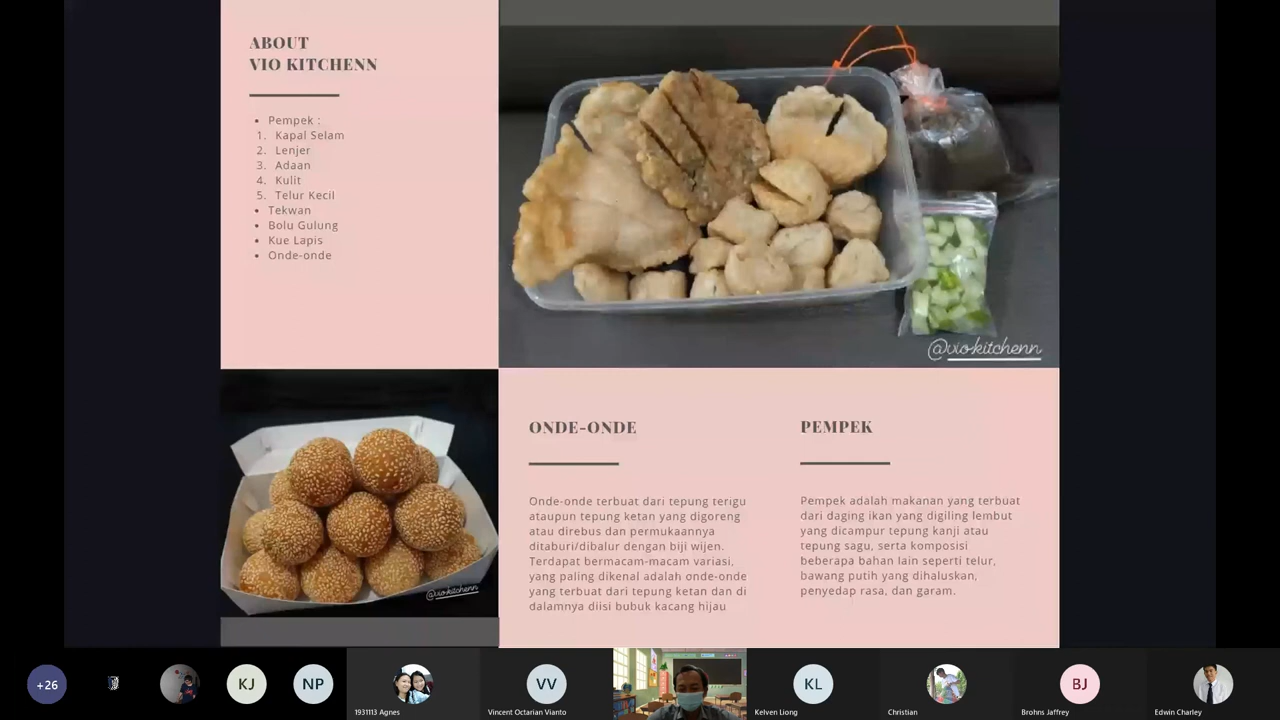 ABOUT
VIO KITCHENN
• Pempek :
1. Kapal Selam
2. Lenjer
3. Adaan
4. Kulit
5. Telur Kecil
• Tekwan
• Bolu Gulung
• Kue Lapis
• Onde-onde
@viokitchenn
@viokitchenn
ONDE-ONDE
Onde-onde terbuat dari tepung terigu
ataupun tepung ketan yang digoreng
atau direbus dan permukaannya
ditaburi/dibalur dengan biji wijen.
Terdapat bermacam-macam variasi,
yang paling dikenal adalah onde-onde
yang terbuat dari tepung ketan dan di
dalamnya diisi bubuk kacang hijau
PEMPEK
Pempek adalah makanan yang terbuat
dari daging ikan yang digiling lembut
yang dicampur tepung kanji atau
tepung sagu, serta komposisi
beberapa bahan lain seperti telur,
bawang putih yang dihaluskan,
penyedap rasa, dan garam.
+26
KJ
NP
1931113 Agnes
VV
Vincent Octarian Vianto
KL
Kelven Liong
Christian
BJ
Brohns Jaffrey
Edwin Charley